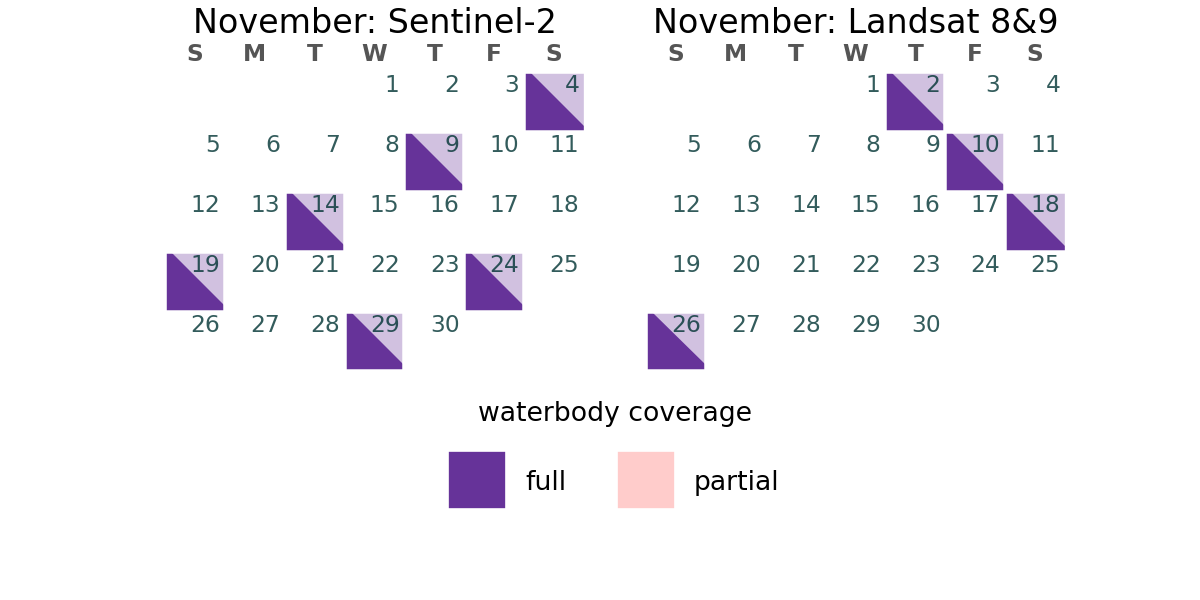 November: Sentinel-2
S M T W T F S
1 2 3 4
5 6 7 8 9 10 11
12 13 14 15 16 17 18
19 20 21 22 23 24 25
26 27 28 29 30
November: Landsat 8&9
S M T W T F S
1 2 3 4
5 6 7 8 9 10 11
12 13 14 15 16 17 18
19 20 21 22 23 24 25
26 27 28 29 30
waterbody coverage
full partial